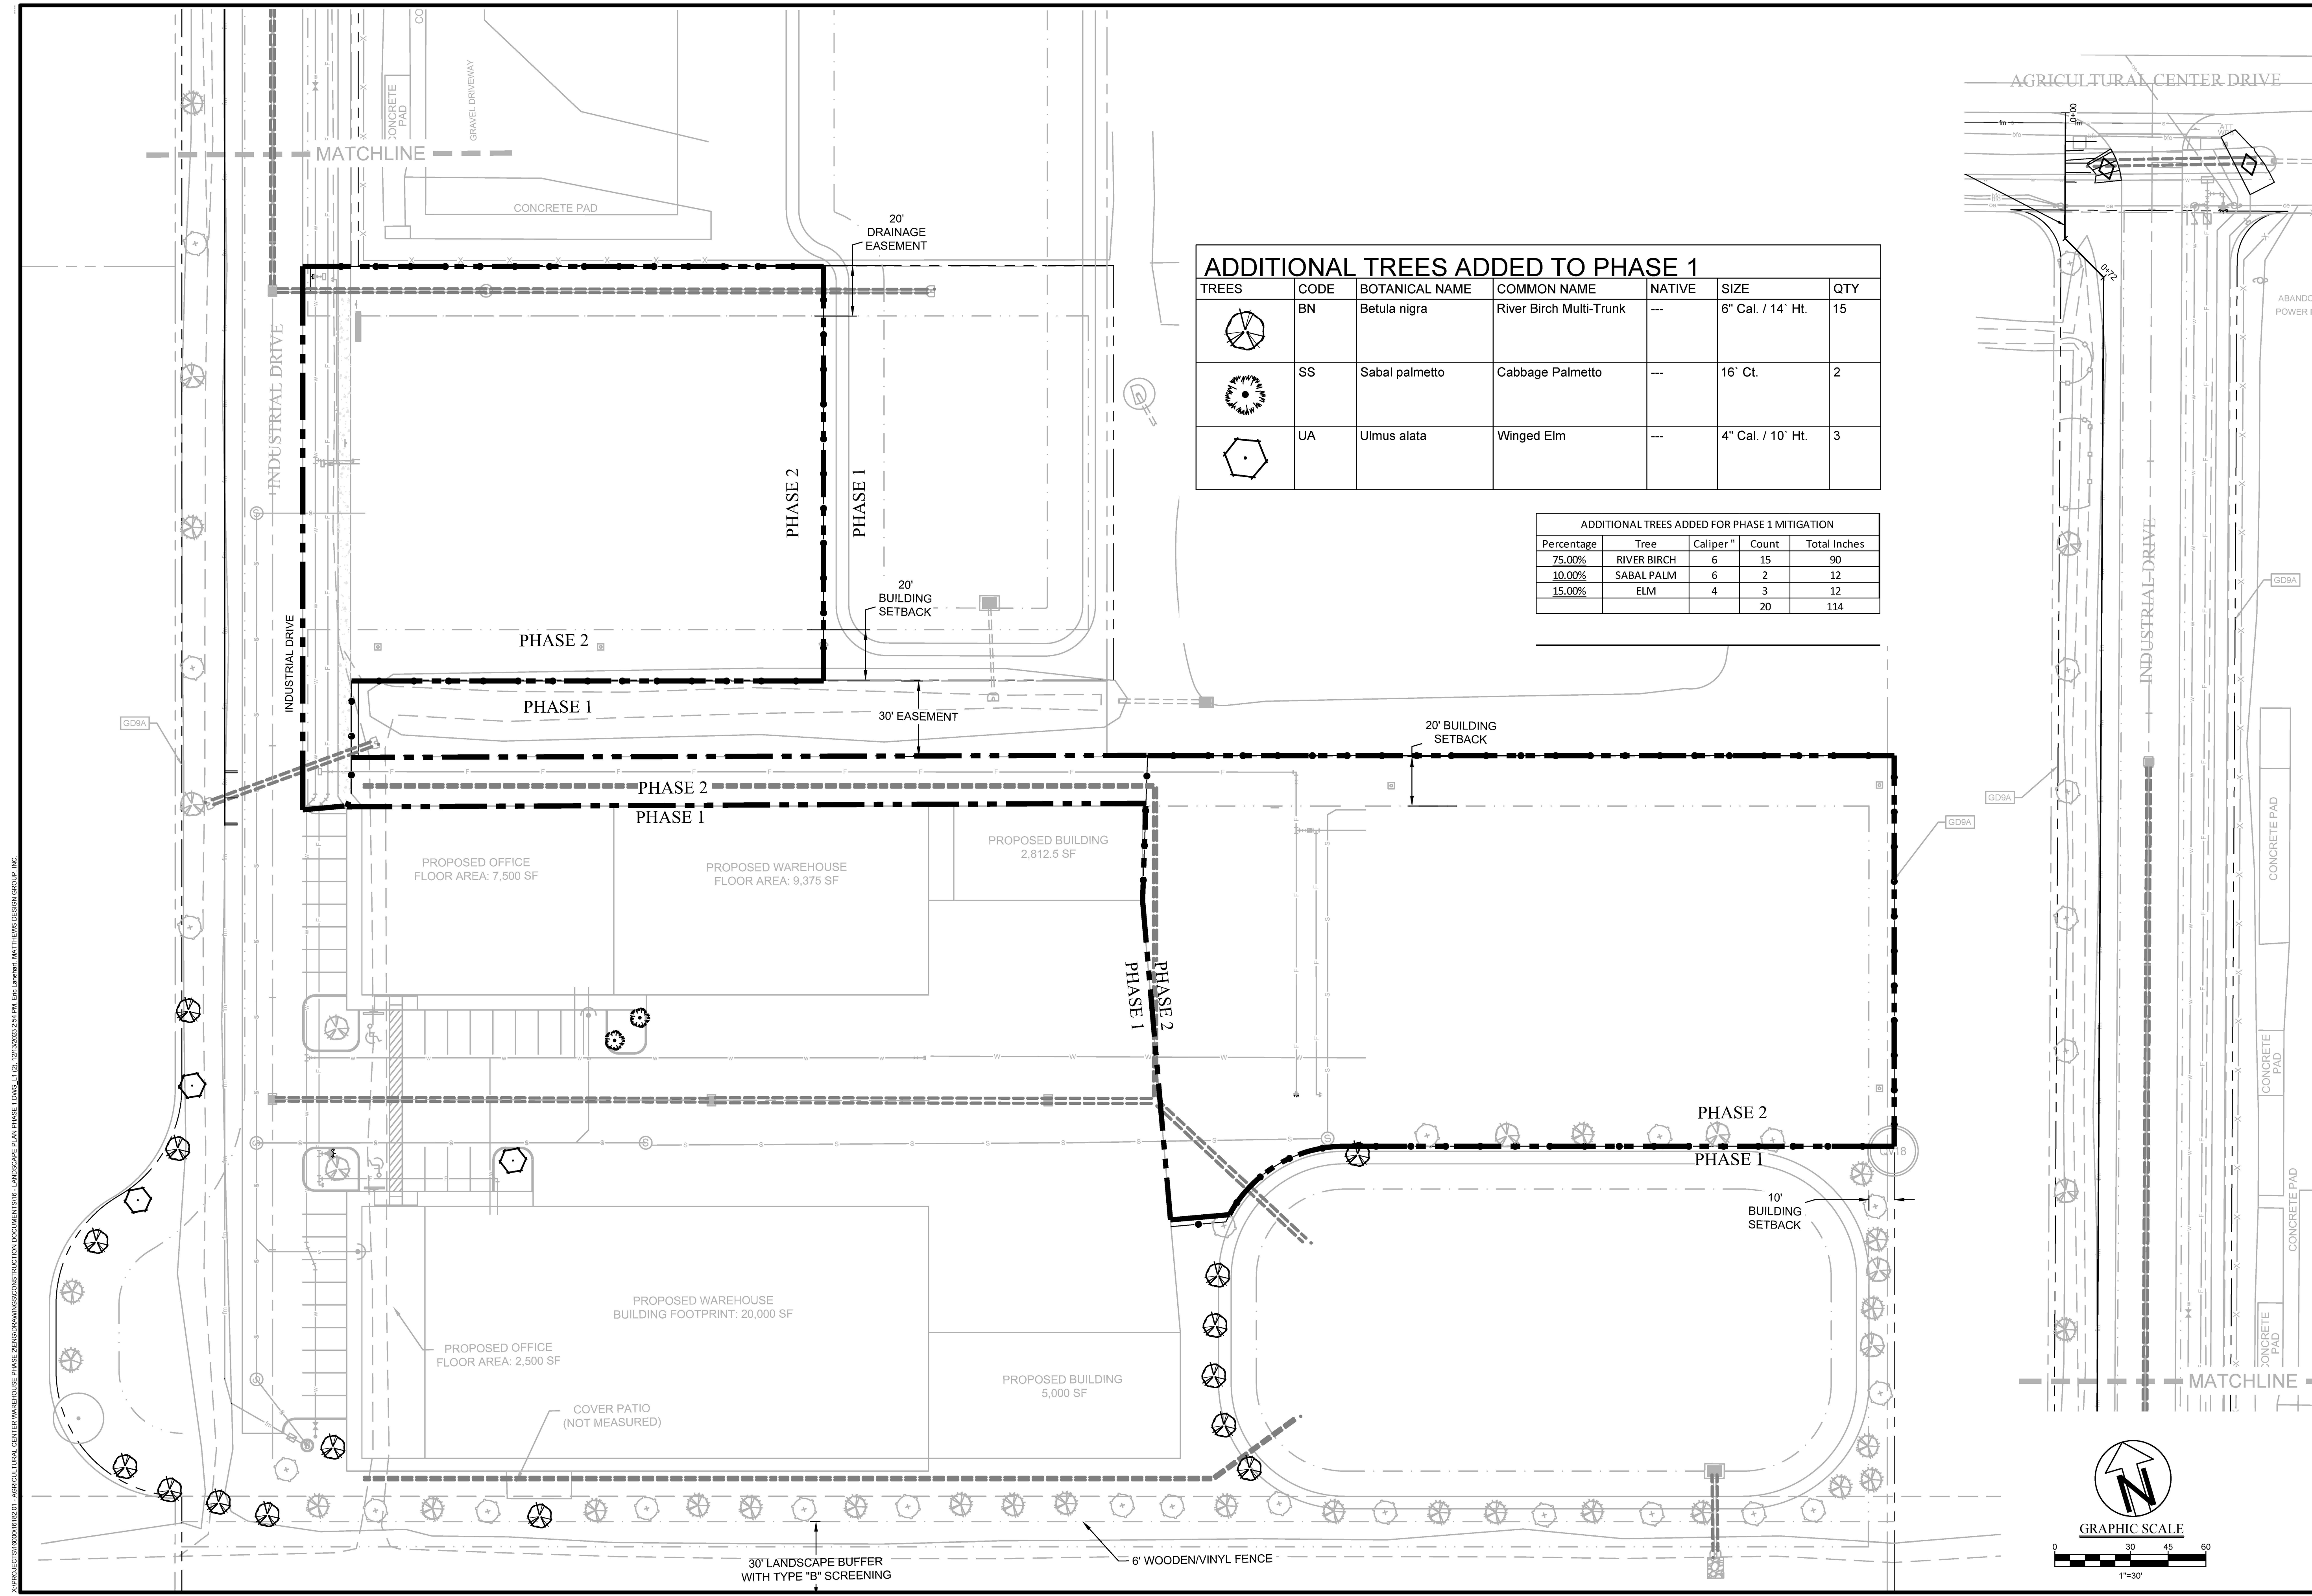 CONCRETE
PAD
GRAVEL DRIVEWAY
MATCHLINE
CONCRETE PAD
20'
DRAINAGE
EASEMENT
INDUSTRIAL DRIVE
PHASE 2
PHASE 1
20'
BUILDING
SETBACK
INDUSTRIAL DRIVE
PHASE 2
PHASE 1
30' EASEMENT
GD9A
ADDITIONAL TREES ADDED TO PHASE 1
TREES CODE BOTANICAL NAME COMMON NAME NATIVE SIZE QTY
BN Betula nigra River Birch Multi-Trunk --- 6" Cal. / 14` Ht. 15
SS Sabal palmetto Cabbage Palmetto --- 16` Ct. 2
UA Ulmus alata Winged Elm --- 4" Cal. / 10` Ht. 3
ADDITIONAL TREES ADDED FOR PHASE 1 MITIGATION
Percentage Tree Caliper " Count Total Inches
75.00% RIVER BIRCH 6 15 90
10.00% SABAL PALM 6 2 12
15.00% ELM 4 3 12
20 114
20' BUILDING
SETBACK
PHASE 2
PHASE 1
PROPOSED OFFICE
FLOOR AREA: 7,500 SF
PROPOSED WAREHOUSE
FLOOR AREA: 9,375 SF
PROPOSED BUILDING
2,812.5 SF
PHASE 1
PHASE 2
GD9A
PHASE 2
PHASE 1
10'
BUILDING
SETBACK
PROPOSED WAREHOUSE
BUILDING FOOTPRINT: 20,000 SF
PROPOSED OFFICE
FLOOR AREA: 2,500 SF
PROPOSED BUILDING
5,000 SF
COVER PATIO
(NOT MEASURED)
30' LANDSCAPE BUFFER
WITH TYPE "B" SCREENING
6' WOODEN/VINYL FENCE
AGRICULTURAL CENTER DRIVE
0+00
0+72
POWER
INDUSTRIAL DRIVE
GD9A
GD9A
CONCRETE PAD
CONCRETE
PAD
CONCRETE PAD
CONCRETE
PAD
MATCHLINE
N
GRAPHIC SCALE
0 30 45 60
1"=30'